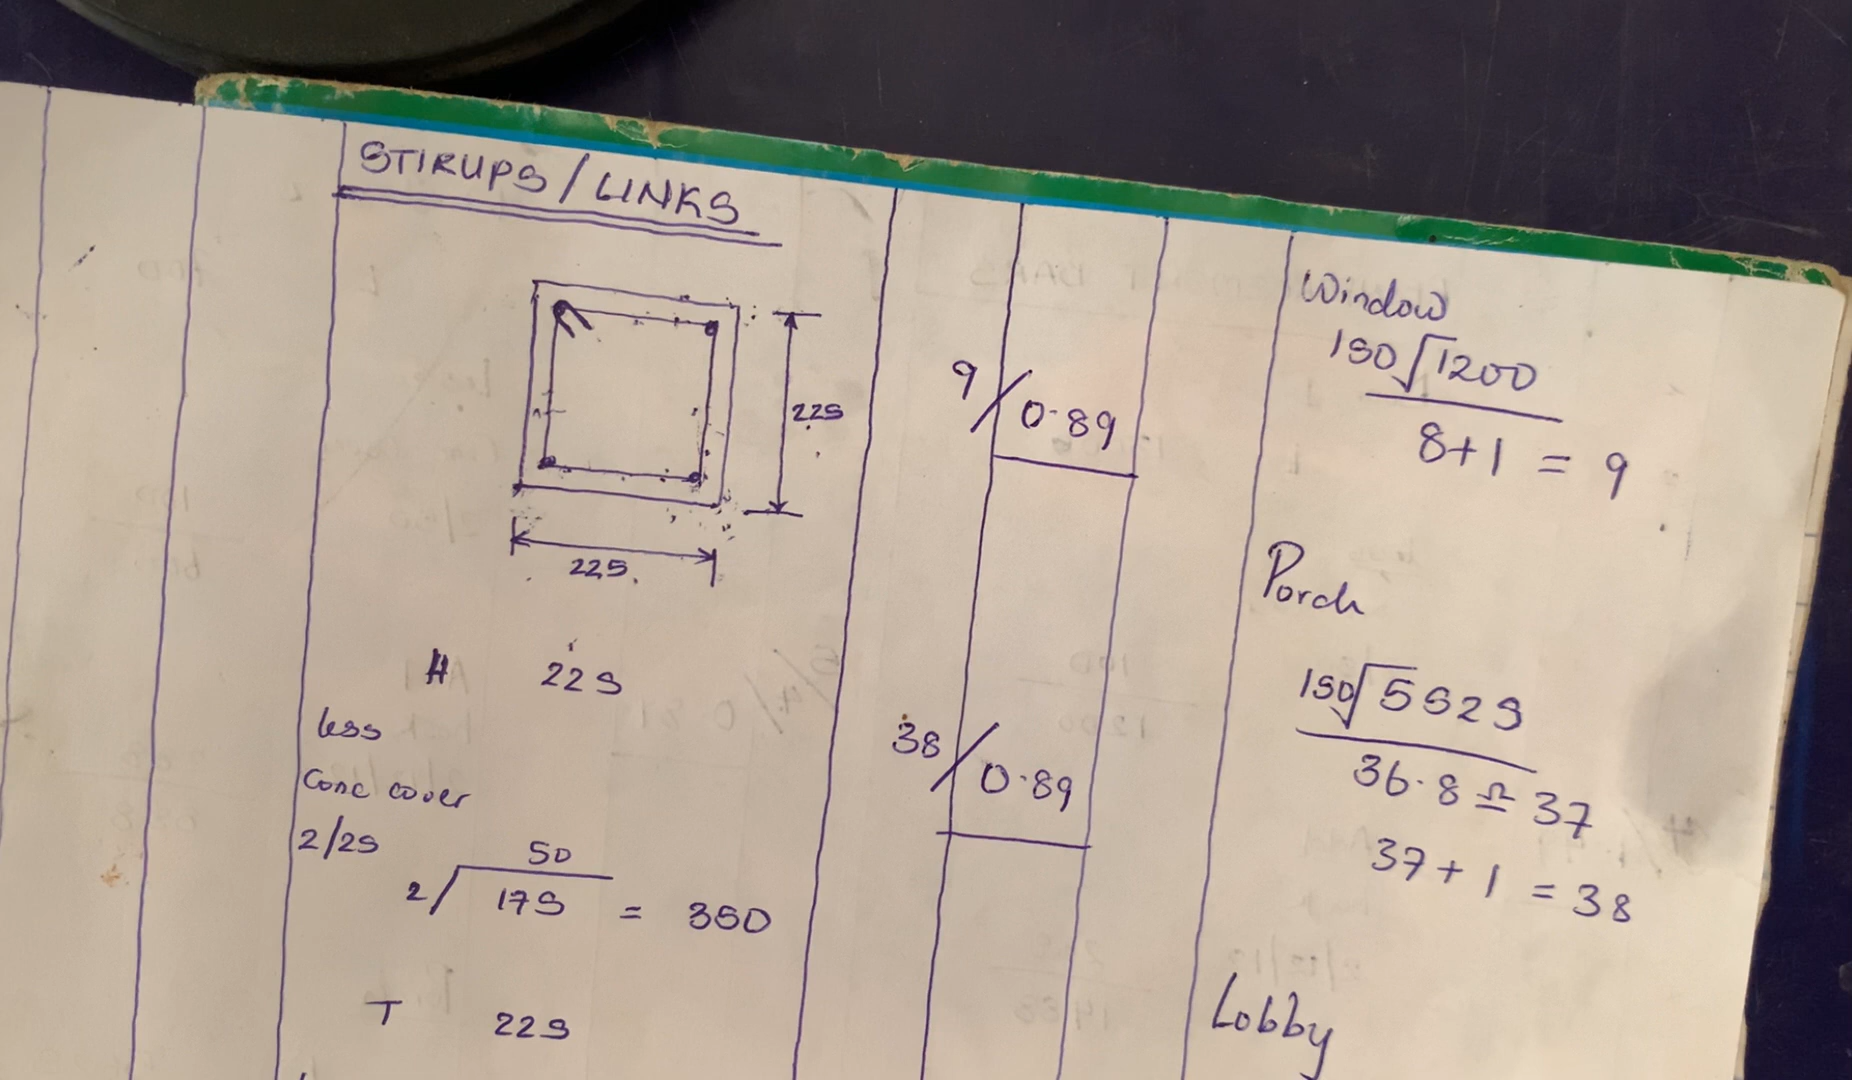 STIRUPS / LINKS
225
225
H 225
less
Conc cover
2/25 50
2/ 175 = 350
T 225
9/ 0.89
38/ 0.89
Window
150√1200
8+1 = 9
Porch
150√5525
36.8 ≏ 37
37 + 1 = 38
Lobby